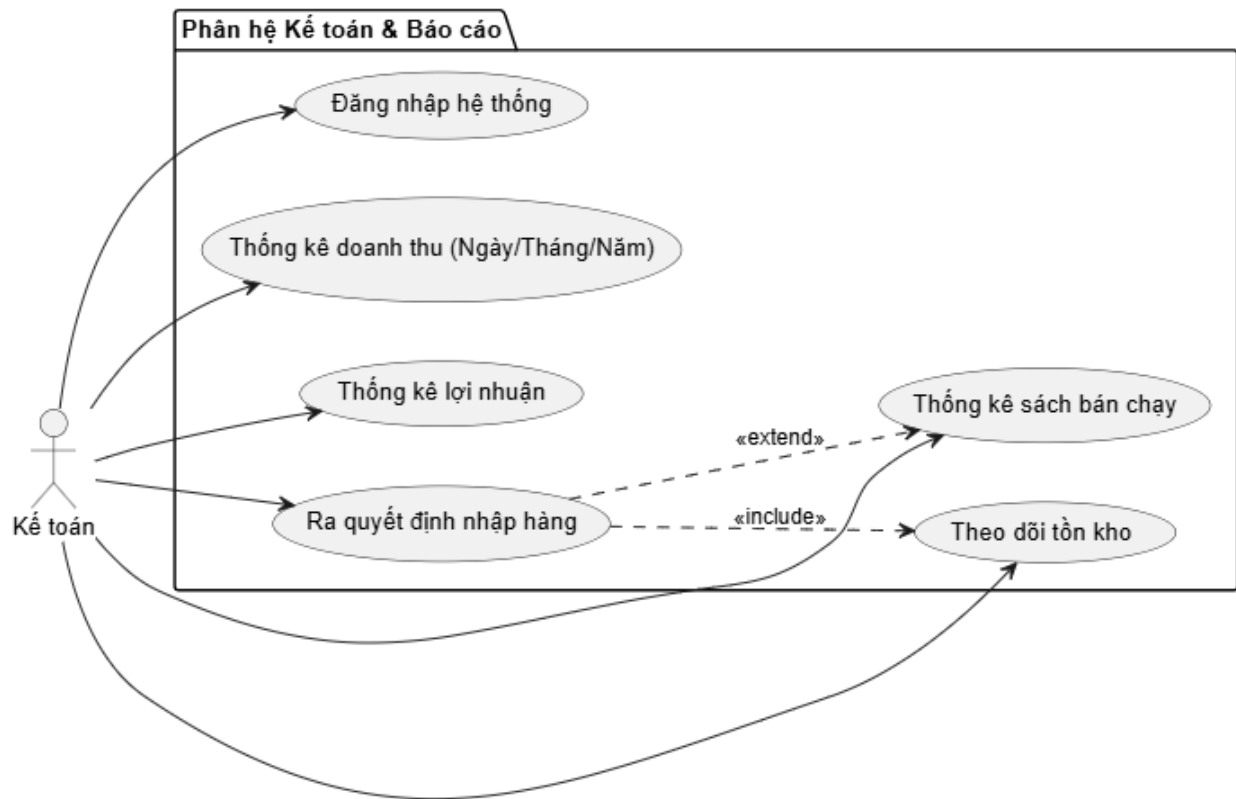 Phân hệ Kế toán & Báo cáo
Đăng nhập hệ thống
Thống kê doanh thu (Ngày/Tháng/Năm)
Thống kê lợi nhuận
Thống kê sách bán chạy
«extend»
Ra quyết định nhập hàng
«include»
Theo dõi tồn kho
Kế toán